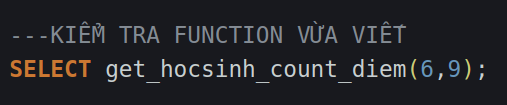 ---KIỂM TRA FUNCTION VỪA VIẾT
SELECT get_hocsinh_count_diem(6,9);